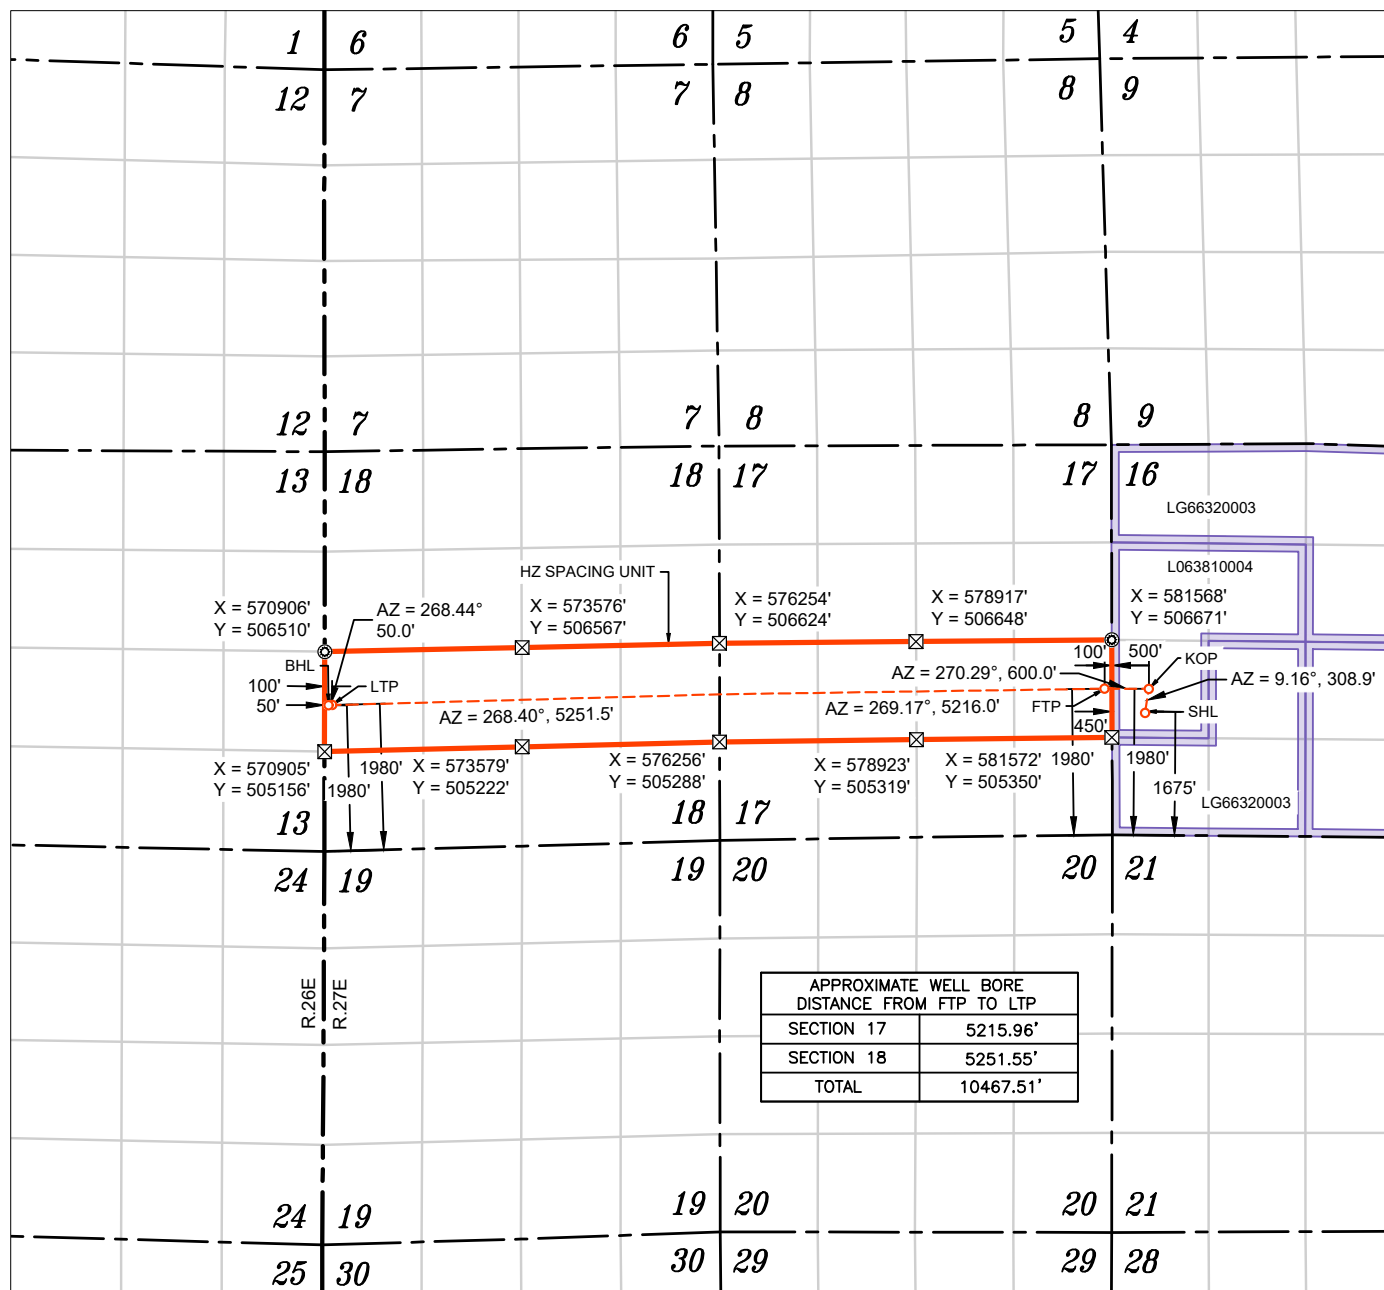 1 6
6 5
5 4
12 7
7 8
8 9
12 7
7 8
8 9
13 18
18 17
17 16
LG66320003
L063810004
HZ SPACING UNIT
X = 570906'
Y = 506510'
AZ = 268.44°
50.0'
X = 573576'
Y = 506567'
X = 576254'
Y = 506624'
X = 578917'
Y = 506648'
X = 581568'
Y = 506671'
100' 500'
KOP
BHL
LTP
100'
50'
AZ = 270.29°, 600.0'
AZ = 9.16°, 308.9'
AZ = 268.40°, 5251.5'
AZ = 269.17°, 5216.0'
FTP
SHL
450'
X = 570905'
Y = 505156'
1980'
1980'
X = 573579'
Y = 505222'
X = 576256'
Y = 505288'
X = 578923'
Y = 505319'
X = 581572'
Y = 505350'
1980'
1980'
1675'
LG66320003
13
18 17
24 19
19 20
20 21
R.26E
R.27E
APPROXIMATE WELL BORE
DISTANCE FROM FTP TO LTP
SECTION 17 5215.96'
SECTION 18 5251.55'
TOTAL 10467.51'
24 19
19 20
20 21
25 30
30 29
29 28